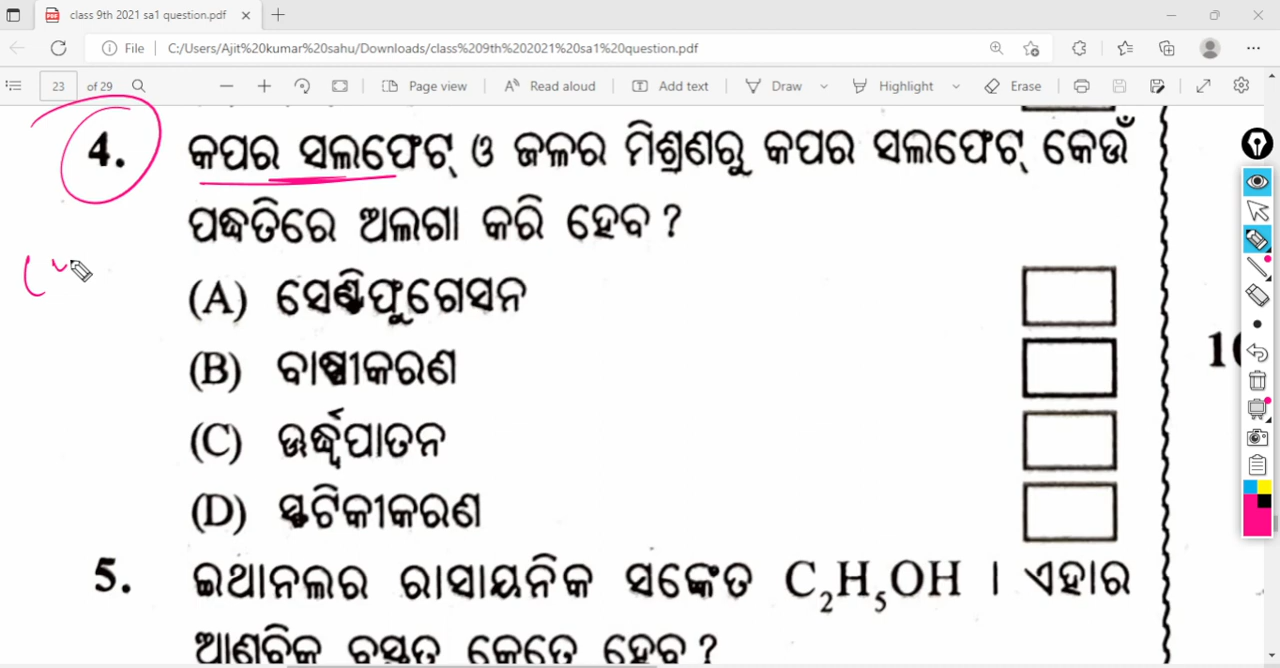 class 9th 2021 sa1 question.pdf
File C:/Users/Ajit%20kumar%20sahu/Downloads/class%209th%202021%20sa1%20question.pdf
23 of 29 Page view Read aloud Add text Draw Highlight Erase
4. କପର ସଲଫେଟ୍ ଓ ଜଳର ମିଶ୍ରଣରୁ କପର ସଲଫେଟ୍ କେଉଁ
ପଦ୍ଧତିରେ ଅଲଗା କରି ହେବ ?
(A) ସେଣ୍ଟ୍ରିଫୁଗେସନ
(B) ବାଷ୍ପୀକରଣ
(C) ଊର୍ଦ୍ଧ୍ୱପାତନ
(D) ସ୍ଫଟିକୀକରଣ
5. ଇଥାନଲର ରାସାୟନିକ ସଙ୍କେତ C₂H₅OH । ଏହାର
ଆଣବିକ ବସ୍ତୁତ୍ୱ କେତେ ହେବ ?